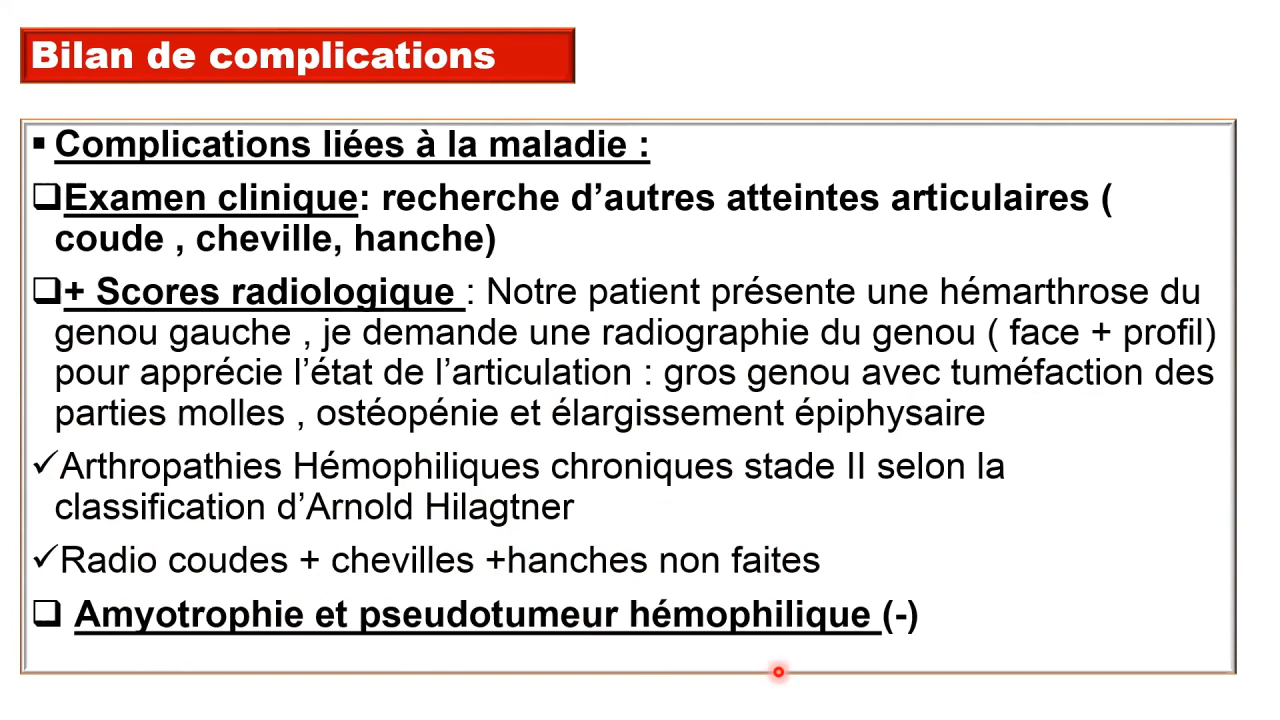 Bilan de complications
▪ Complications liées à la maladie :
❑Examen clinique: recherche d’autres atteintes articulaires (
coude , cheville, hanche)
❑+ Scores radiologique : Notre patient présente une hémarthrose du
genou gauche , je demande une radiographie du genou ( face + profil)
pour apprécie l’état de l’articulation : gros genou avec tuméfaction des
parties molles , ostéopénie et élargissement épiphysaire
✓Arthropathies Hémophiliques chroniques stade II selon la
classification d’Arnold Hilagtner
✓Radio coudes + chevilles +hanches non faites
❑ Amyotrophie et pseudotumeur hémophilique (-)